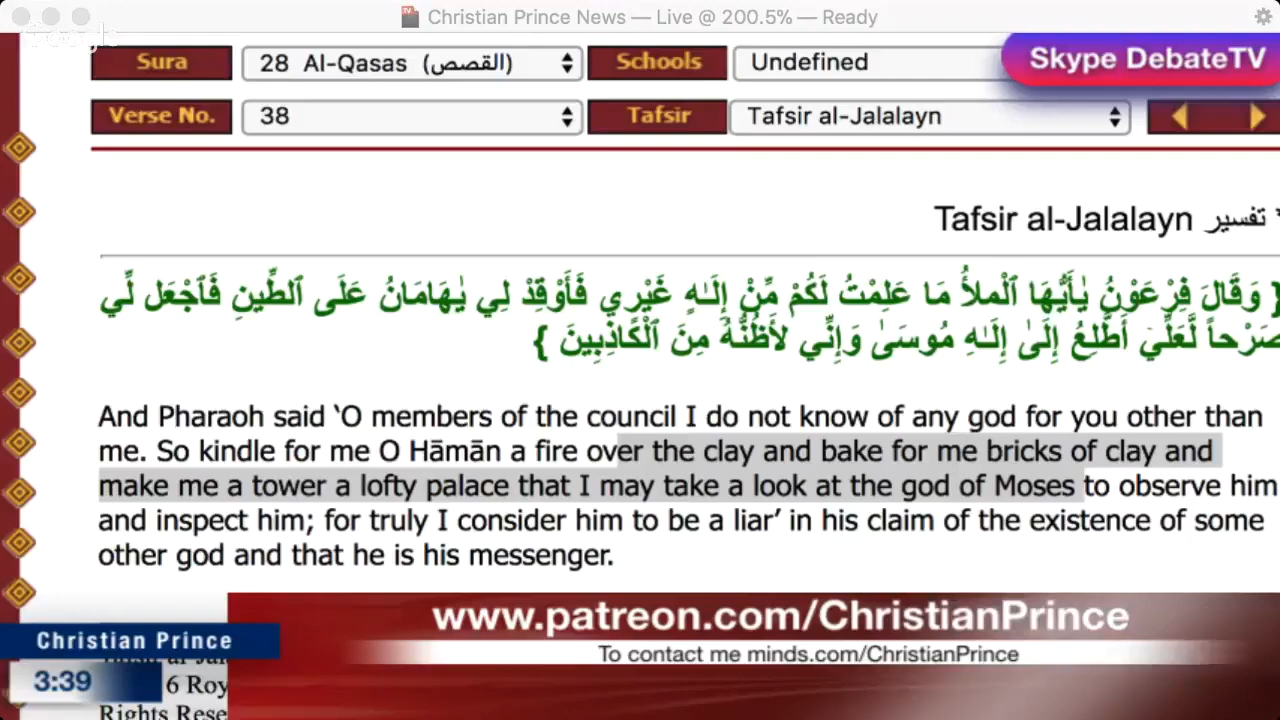 Christian Prince News — Live @ 200.5% — Ready
Google
Sura
28 Al-Qasas (القصص)
Schools
Undefined
Skype DebateTV
Verse No.
38
Tafsir
Tafsir al-Jalalayn
Tafsir al-Jalalayn تفسير *
{ وَقَالَ فِرْعَوْنُ يٰأَيُّهَا ٱلْملأُ مَا عَلِمْتُ لَكُمْ مِّنْ إِلَـٰهٍ غَيْرِي فَأَوْقِدْ لِي يٰهَامَانُ عَلَى ٱلطِّينِ فَٱجْعَل لِّي
صَرْحاً لَّعَلِّيۤ أَطَّلِعُ إِلَىٰ إِلَـٰهِ مُوسَىٰ وَإِنِّي لأَظُنُّهُ مِنَ ٱلْكَاذِبِينَ }
And Pharaoh said ‘O members of the council I do not know of any god for you other than
me. So kindle for me O Hāmān a fire over the clay and bake for me bricks of clay and
make me a tower a lofty palace that I may take a look at the god of Moses to observe him
and inspect him; for truly I consider him to be a liar’ in his claim of the existence of some
other god and that he is his messenger.
www.patreon.com/ChristianPrince
Christian Prince
To contact me minds.com/ChristianPrince
3:39
6 Roy
Rights Rese